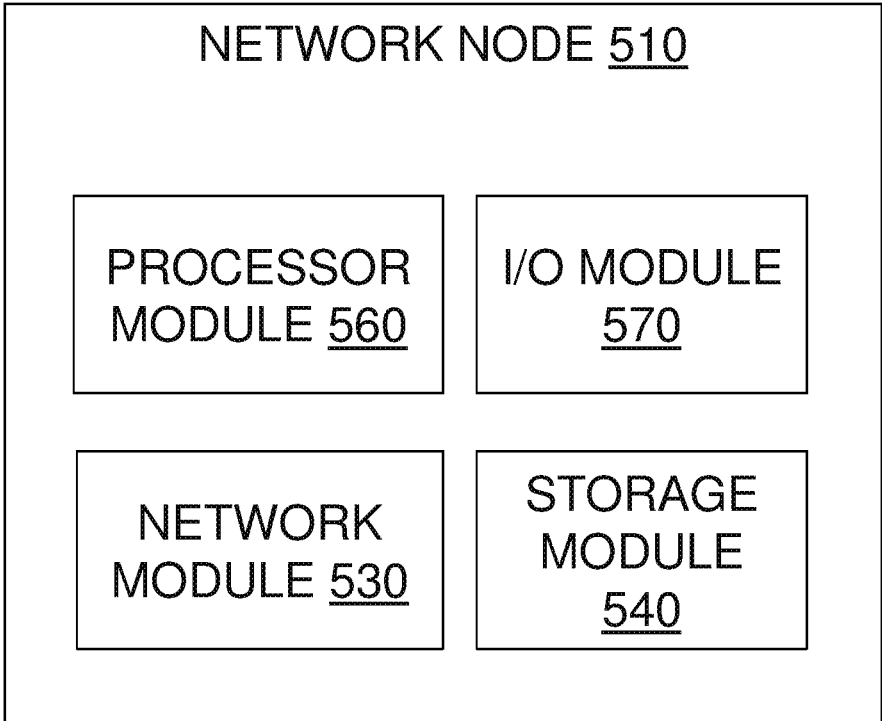 NETWORK NODE 510
PROCESSOR
MODULE 560
I/O MODULE
570
NETWORK
MODULE 530
STORAGE
MODULE
540